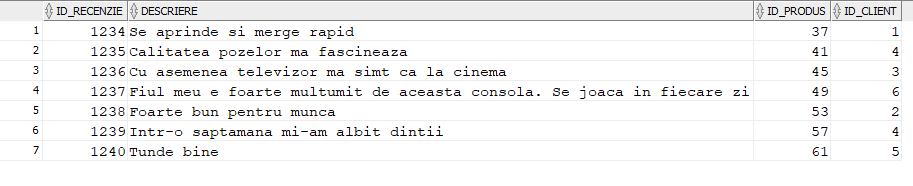 ID_RECENZIE DESCRIERE ID_PRODUS ID_CLIENT
1 1234 Se aprinde si merge rapid 37 1
2 1235 Calitatea pozelor ma fascineaza 41 4
3 1236 Cu asemenea televizor ma simt ca la cinema 45 3
4 1237 Fiul meu e foarte multumit de aceasta consola. Se joaca in fiecare zi 49 6
5 1238 Foarte bun pentru munca 53 2
6 1239 Intr-o saptamana mi-am albit dintii 57 4
7 1240 Tunde bine 61 5